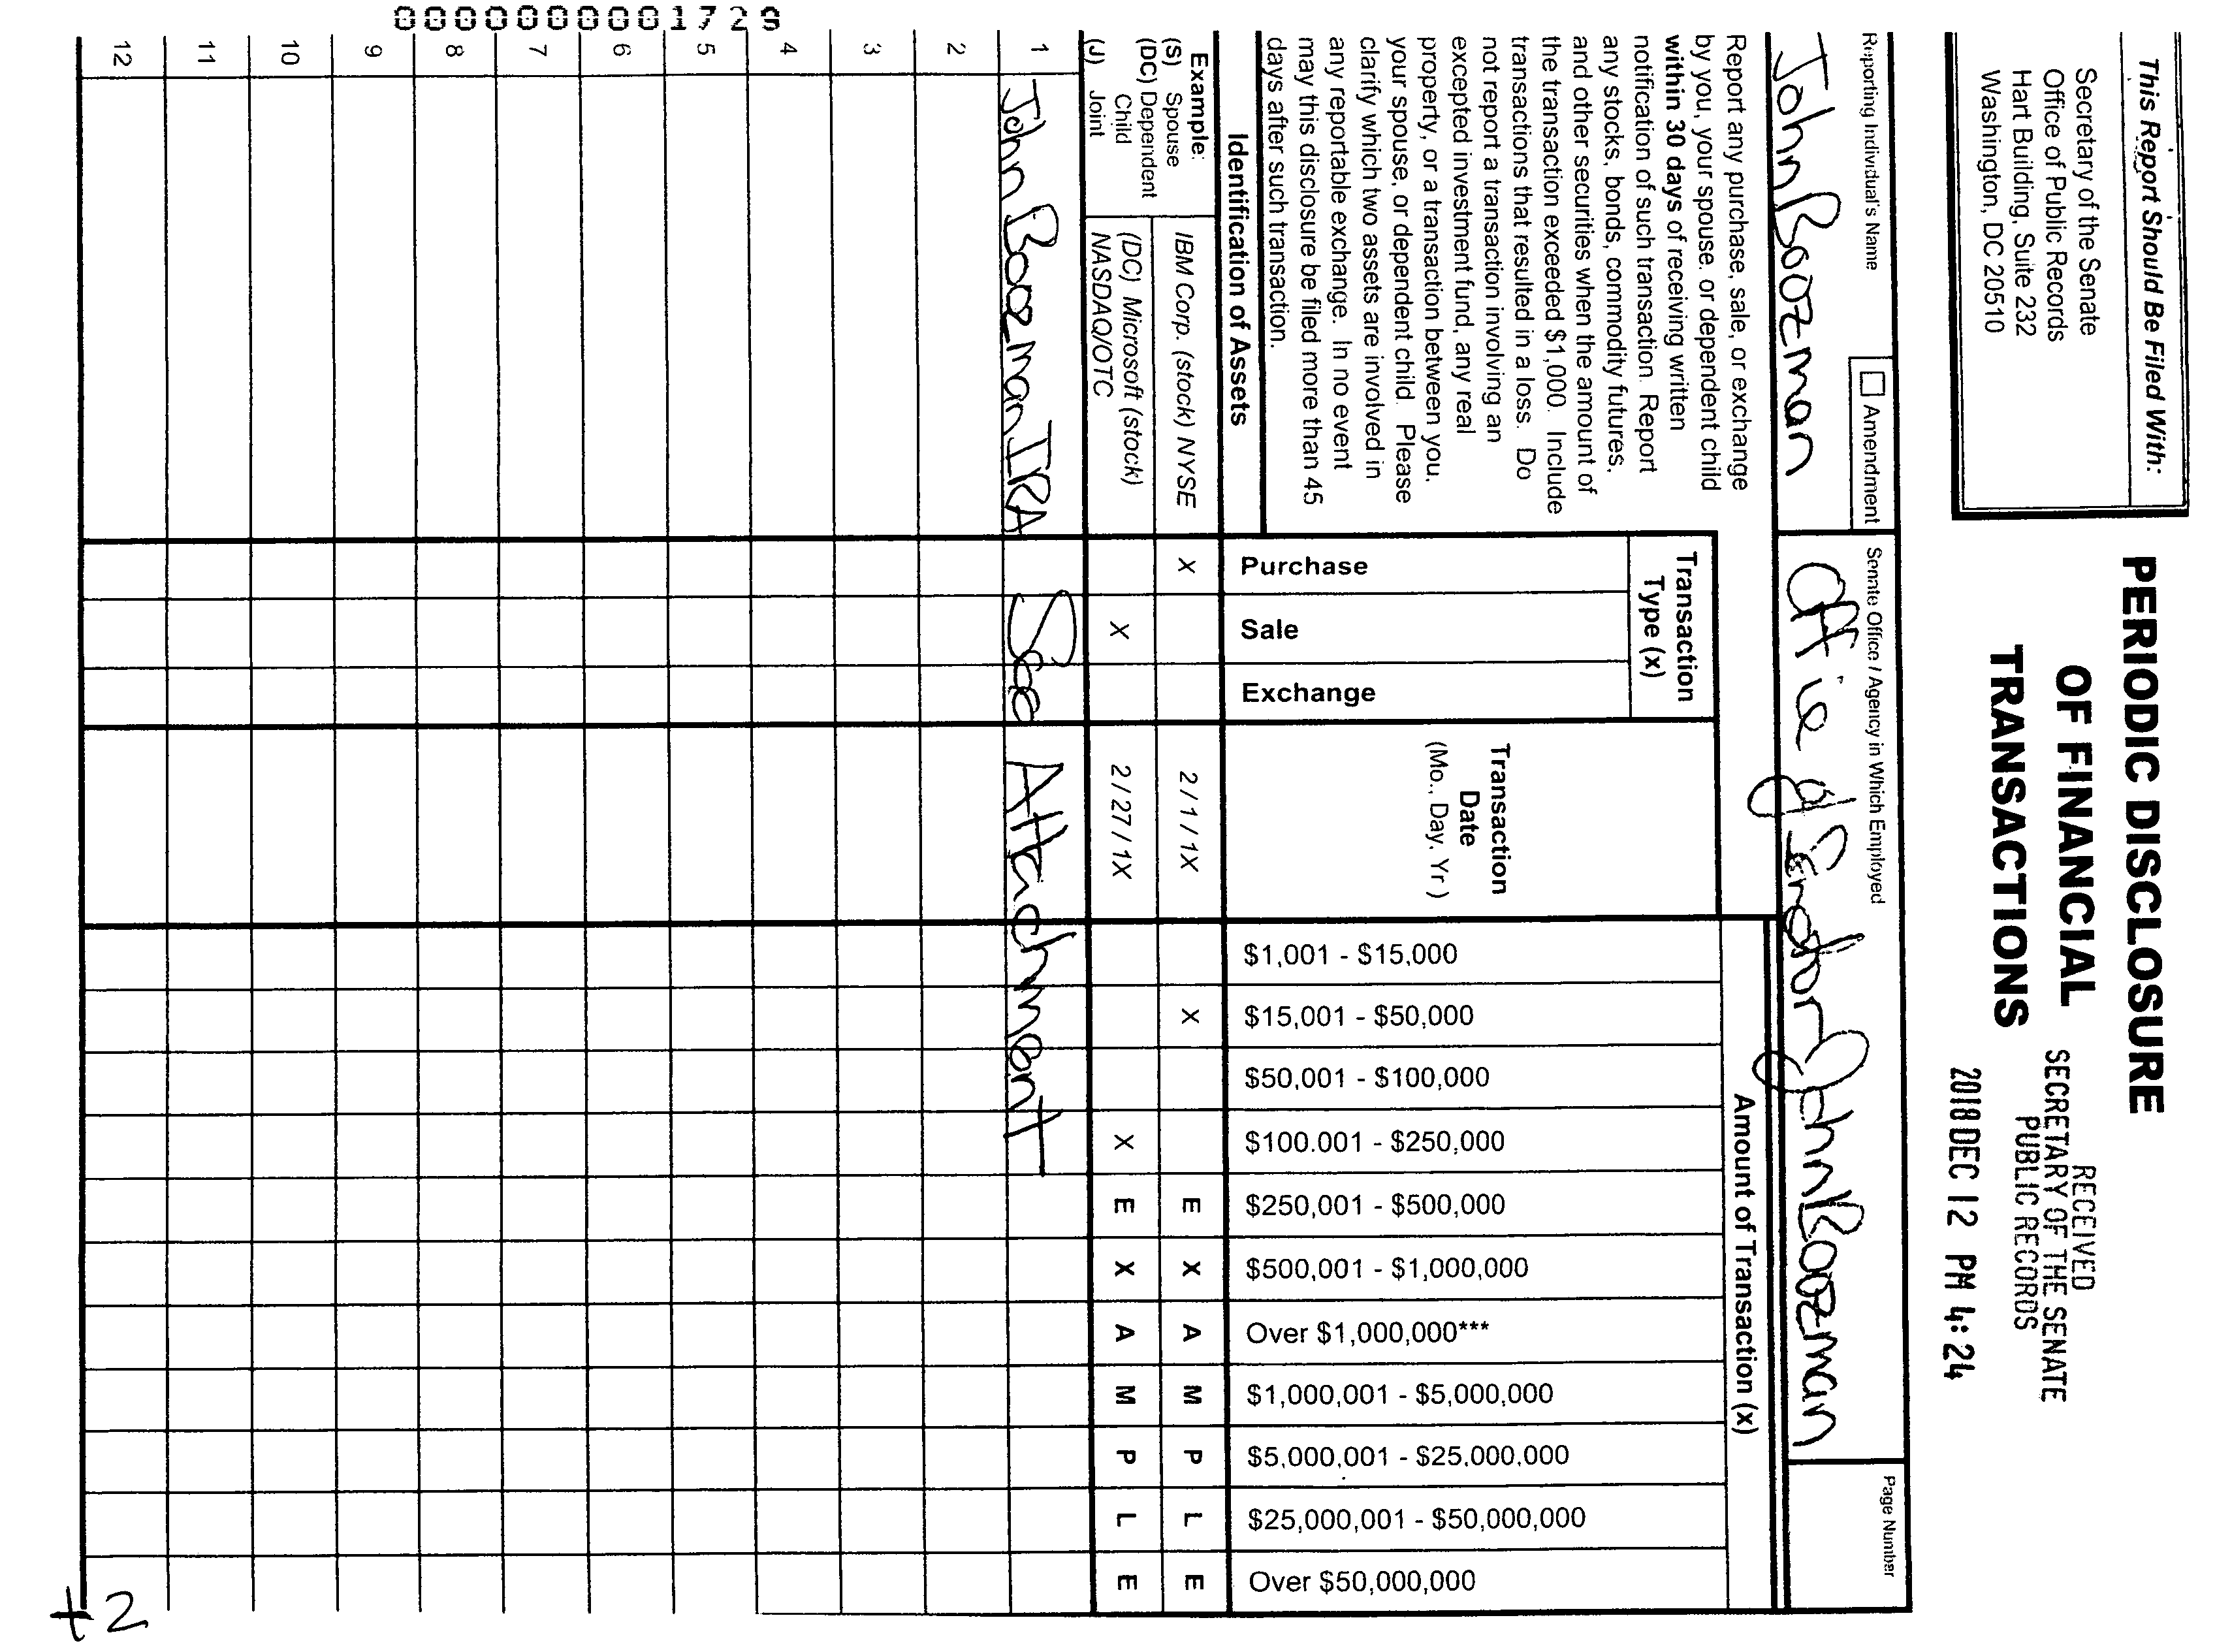 This Report Should Be Filed With:
Secretary of the Senate
Office of Public Records
Hart Building, Suite 232
Washington, DC 20510
PERIODIC DISCLOSURE
OF FINANCIAL
TRANSACTIONS
RECEIVED
SECRETARY OF THE SENATE
PUBLIC RECORDS
2018 DEC 12 PM 4:24
Reporting Individual's Name
Amendment
John Boozman
Senate Office / Agency in Which Employed
Office of Senator John Boozman
Page Number
Report any purchase, sale, or exchange
by you, your spouse, or dependent child
within 30 days of receiving written
notification of such transaction. Report
any stocks, bonds, commodity futures,
and other securities when the amount of
the transaction exceeded $1,000. Include
transactions that resulted in a loss. Do
not report a transaction involving an
excepted investment fund, any real
property, or a transaction between you,
your spouse, or dependent child. Please
clarify which two assets are involved in
any reportable exchange. In no event
may this disclosure be filed more than 45
days after such transaction.
Transaction
Type (x)
Transaction
Date
(Mo., Day, Yr)
Amount of Transaction (x)
Identification of Assets
Purchase
Sale
Exchange
$1,001 - $15,000
$15,001 - $50,000
$50,001 - $100,000
$100.001 - $250,000
$250,001 - $500,000
$500,001 - $1,000,000
Over $1,000,000***
$1,000,001 - $5,000,000
$5,000,001 - $25,000,000
$25,000,001 - $50,000,000
Over $50,000,000
Example:
(S) Spouse
(DC) Dependent
Child
(J) Joint
IBM Corp. (stock) NYSE X 2/1/1X X E X A M P L E
(DC) Microsoft (stock)
NASDAQ/OTC X 2/27/1X X E X A M P L E
1 John Boozman IRA See Attachment
2
3
4
5
6
7
8
9
10
11
12
0000000001729
+2